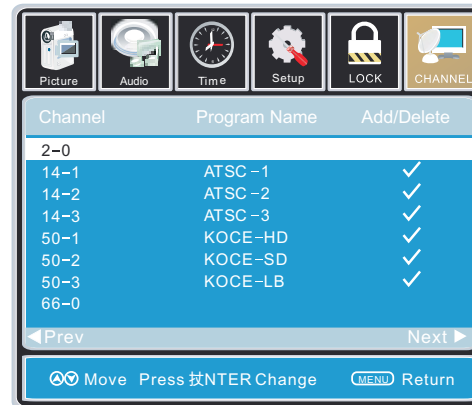 Picture Audio Time Setup LOCK CHANNEL
Channel Program Name Add/Delete
2-0
14-1 ATSC-1 ✓
14-2 ATSC-2 ✓
14-3 ATSC-3 ✓
50-1 KOCE-HD ✓
50-2 KOCE-SD ✓
50-3 KOCE-LB ✓
66-0
◀Prev Next ▶
Move Press 扙NTER Change MENU Return